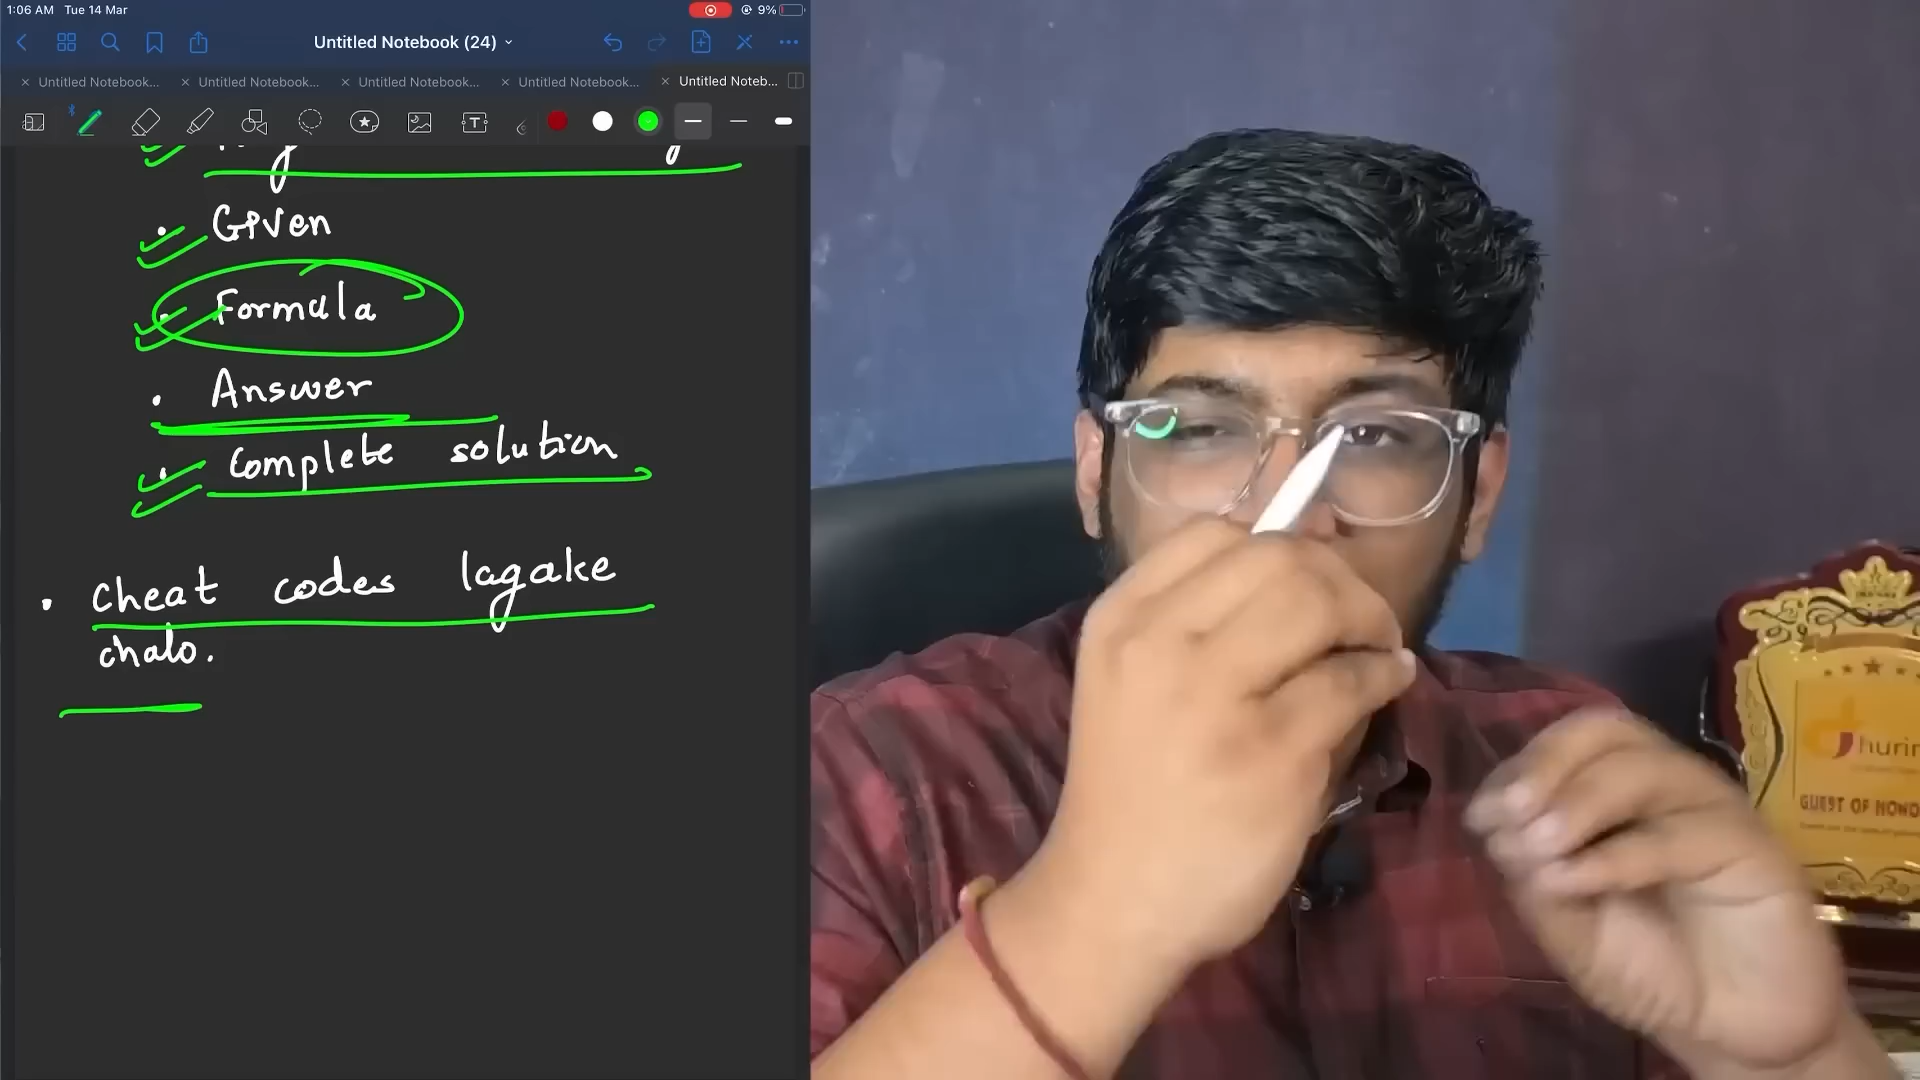 1:06 AM Tue 14 Mar
9%
Untitled Notebook (24)
Untitled Notebook... Untitled Notebook... Untitled Notebook... Untitled Notebook... Untitled Noteb...
Given
Formula
Answer
Complete solution
cheat codes lagake
chalo.
hurin
GUEST OF HONO